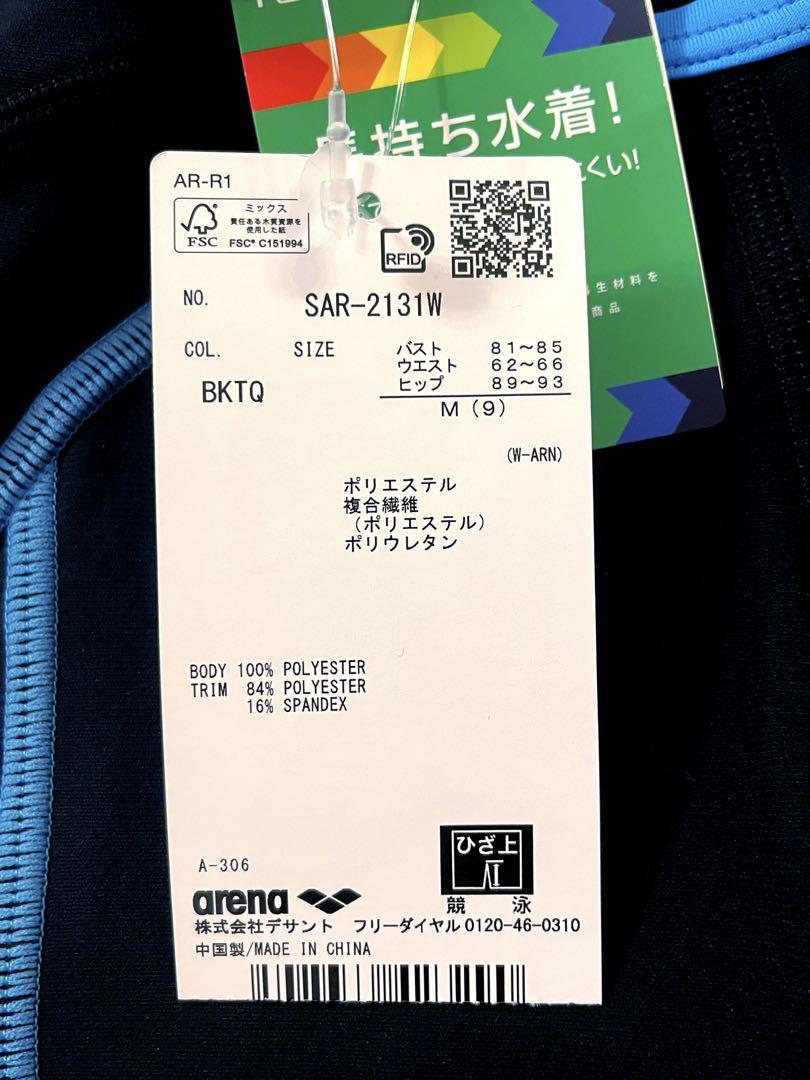 持ち水着!
くい!
生材料を
商品
AR-R1
FSC
ミックス
責任ある木質資源を
使用した紙
FSC® C151994
RFID
NO. SAR-2131W
COL. SIZE
バスト 81～85
ウエスト 62～66
ヒップ 89～93
BKTQ
M (9)
(W-ARN)
ポリエステル
複合繊維
(ポリエステル)
ポリウレタン
BODY 100% POLYESTER
TRIM 84% POLYESTER
16% SPANDEX
A-306
ひざ上
競泳
arena
株式会社デサント フリーダイヤル 0120-46-0310
中国製/MADE IN CHINA